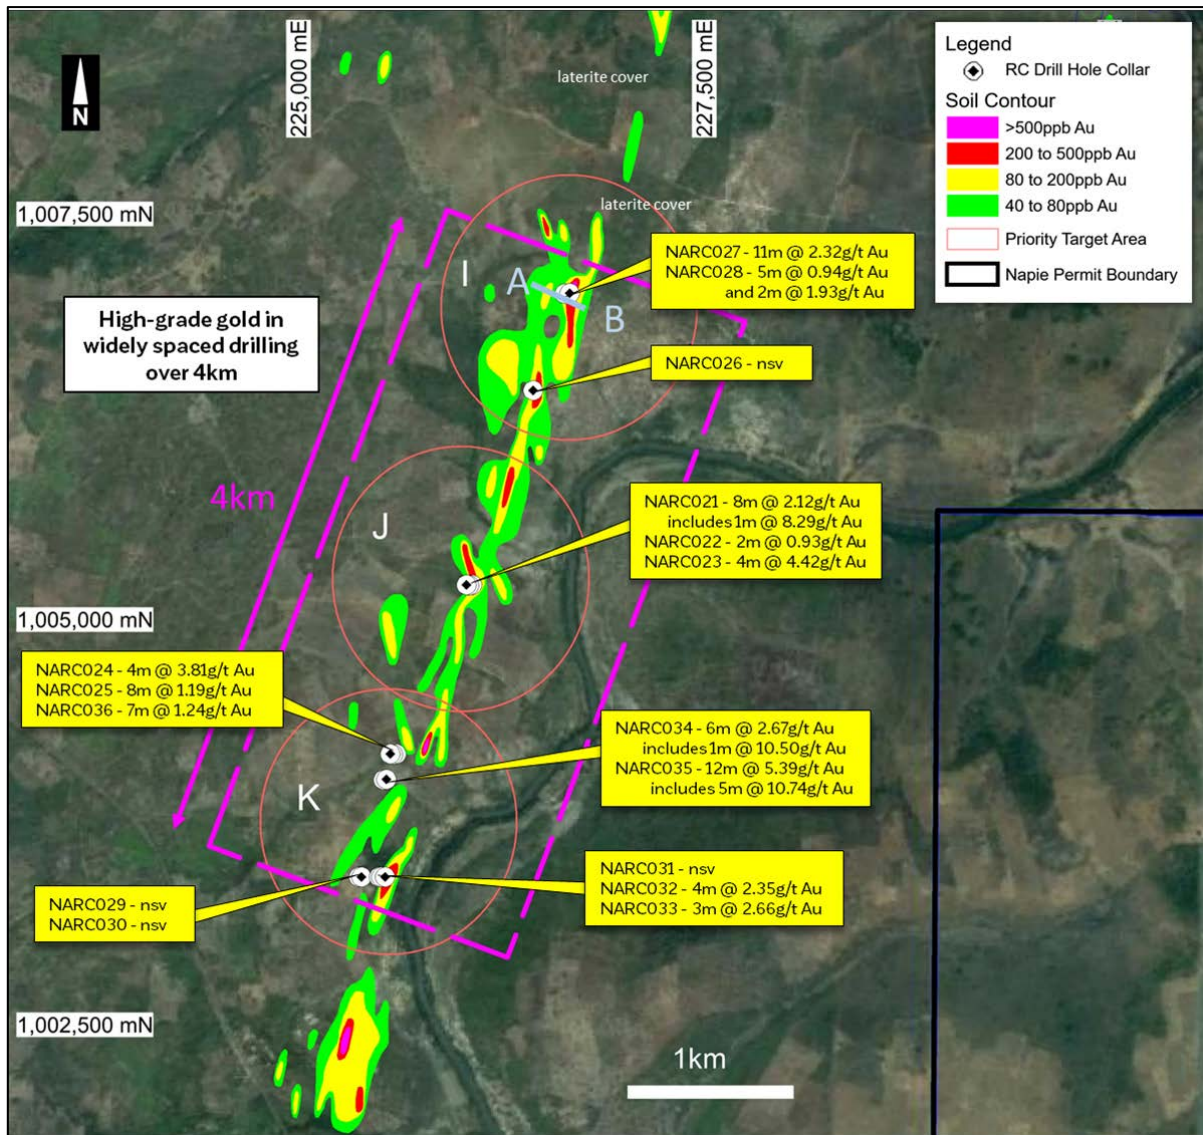 225,000 mE
227,500 mE
laterite cover
N
Legend
RC Drill Hole Collar
Soil Contour
>500ppb Au
200 to 500ppb Au
80 to 200ppb Au
40 to 80ppb Au
Priority Target Area
Napie Permit Boundary
1,007,500 mN
laterite cover
I
A
B
NARC027 - 11m @ 2.32g/t Au
NARC028 - 5m @ 0.94g/t Au
and 2m @ 1.93g/t Au
High-grade gold in
widely spaced drilling
over 4km
NARC026 - nsv
4km
J
NARC021 - 8m @ 2.12g/t Au
includes 1m @ 8.29g/t Au
NARC022 - 2m @ 0.93g/t Au
NARC023 - 4m @ 4.42g/t Au
1,005,000 mN
NARC024 - 4m @ 3.81g/t Au
NARC025 - 8m @ 1.19g/t Au
NARC036 - 7m @ 1.24g/t Au
NARC034 - 6m @ 2.67g/t Au
includes 1m @ 10.50g/t Au
NARC035 - 12m @ 5.39g/t Au
includes 5m @ 10.74g/t Au
K
NARC031 - nsv
NARC032 - 4m @ 2.35g/t Au
NARC033 - 3m @ 2.66g/t Au
NARC029 - nsv
NARC030 - nsv
1,002,500 mN
1km